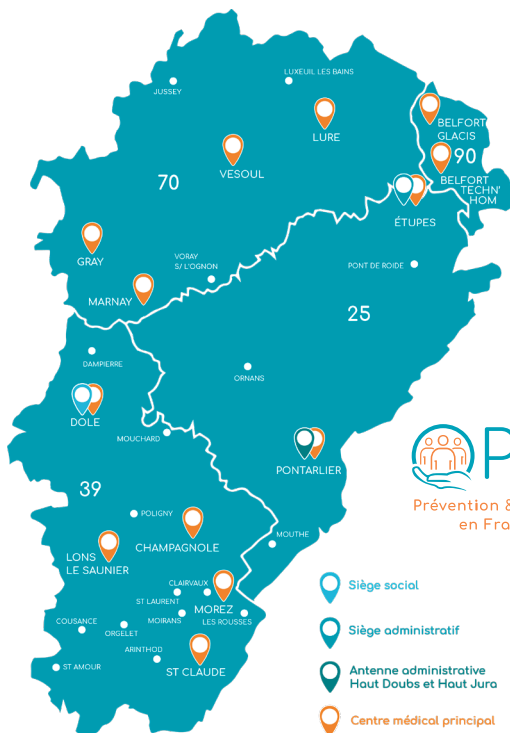 LUXEUIL LES BAINS
JUSSEY
LURE
BELFORT
GLACIS
90
BELFORT
TECHN'
HOM
VESOUL
70
ÉTUPES
GRAY
VORAY
S/ L'OGNON
PONT DE ROIDE
MARNAY
25
DAMPIERRE
ORNANS
DOLE
MOUCHARD
PONTARLIER
39
POLIGNY
CHAMPAGNOLE
MOUTHE
LONS
LE SAUNIER
CLAIRVAUX
ST LAURENT
MOREZ
MOIRANS
LES ROUSSES
COUSANCE
ORGELET
ARINTHOD
ST AMOUR
ST CLAUDE
OP
Prévention &
en Fra
Siège social
Siège administratif
Antenne administrative
Haut Doubs et Haut Jura
Centre médical principal